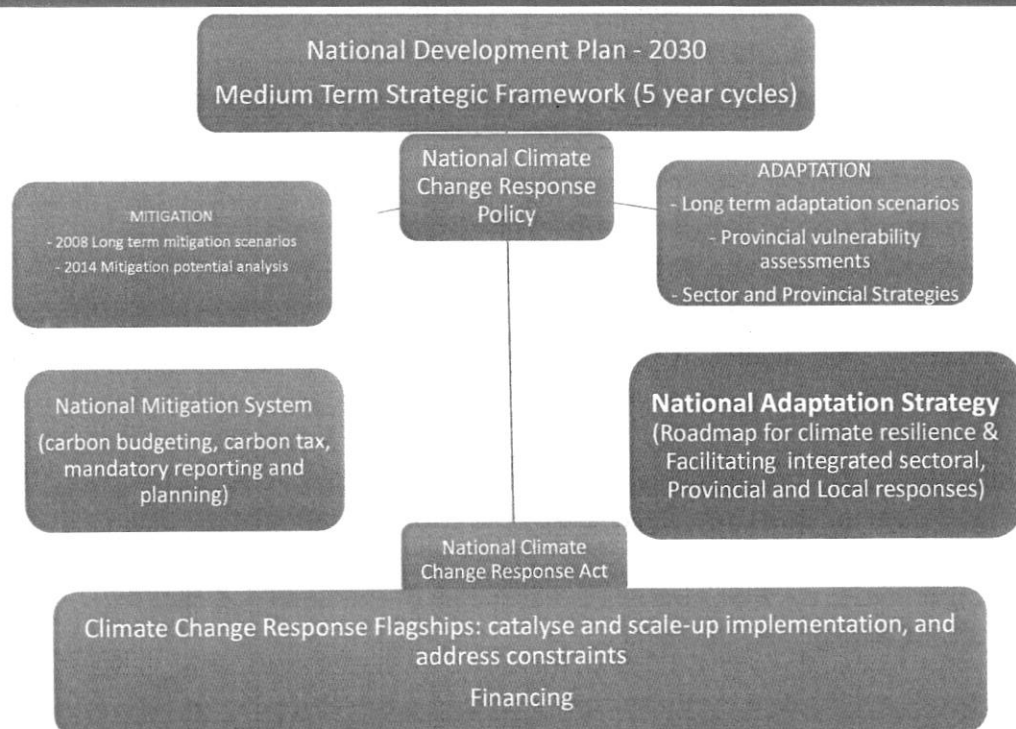 National Development Plan - 2030
Medium Term Strategic Framework (5 year cycles)
National Climate
Change Response
Policy
MITIGATION
- 2008 Long term mitigation scenarios
- 2014 Mitigation potential analysis
ADAPTATION
- Long term adaptation scenarios
- Provincial vulnerability
assessments
- Sector and Provincial Strategies
National Mitigation System
(carbon budgeting, carbon tax,
mandatory reporting and
planning)
National Adaptation Strategy
(Roadmap for climate resilience &
Facilitating integrated sectoral,
Provincial and Local responses)
National Climate
Change Response Act
Climate Change Response Flagships: catalyse and scale-up implementation, and
address constraints
Financing